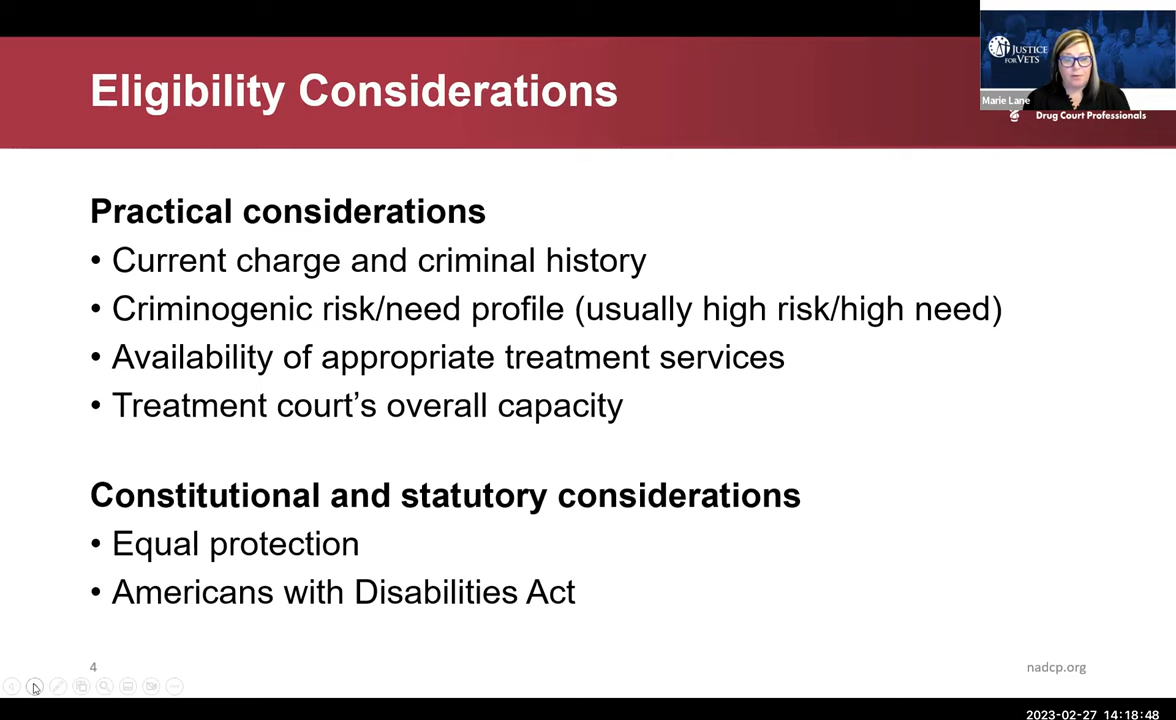 Eligibility Considerations
JUSTICE
FOR VETS
Marie Lane
Drug Court Professionals
Practical considerations
• Current charge and criminal history
• Criminogenic risk/need profile (usually high risk/high need)
• Availability of appropriate treatment services
• Treatment court’s overall capacity
Constitutional and statutory considerations
• Equal protection
• Americans with Disabilities Act
4
nadcp.org
2023-02-27 14:18:48